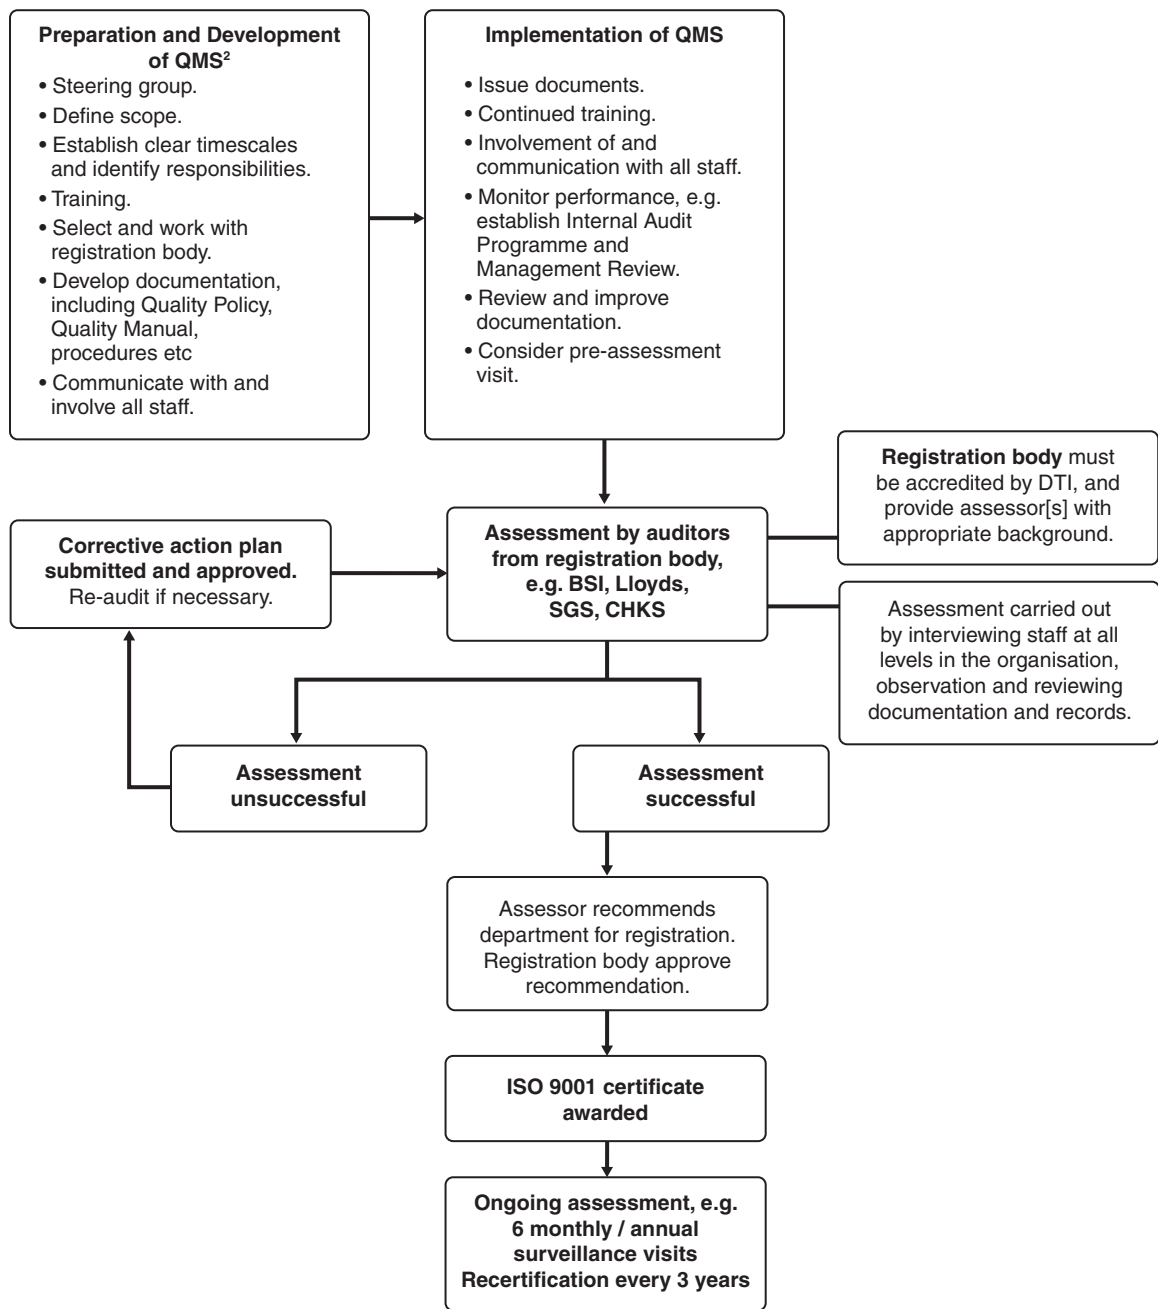 Preparation and Development
of QMS²
• Steering group.
• Define scope.
• Establish clear timescales
and identify responsibilities.
• Training.
• Select and work with
registration body.
• Develop documentation,
including Quality Policy,
Quality Manual,
procedures etc
• Communicate with and
involve all staff.
Implementation of QMS
• Issue documents.
• Continued training.
• Involvement of and
communication with all staff.
• Monitor performance, e.g.
establish Internal Audit
Programme and
Management Review.
• Review and improve
documentation.
• Consider pre-assessment
visit.
Registration body must
be accredited by DTI, and
provide assessor[s] with
appropriate background.
Corrective action plan
submitted and approved.
Re-audit if necessary.
Assessment by auditors
from registration body,
e.g. BSI, Lloyds,
SGS, CHKS
Assessment carried out
by interviewing staff at all
levels in the organisation,
observation and reviewing
documentation and records.
Assessment
unsuccessful
Assessment
successful
Assessor recommends
department for registration.
Registration body approve
recommendation.
ISO 9001 certificate
awarded
Ongoing assessment, e.g.
6 monthly / annual
surveillance visits
Recertification every 3 years